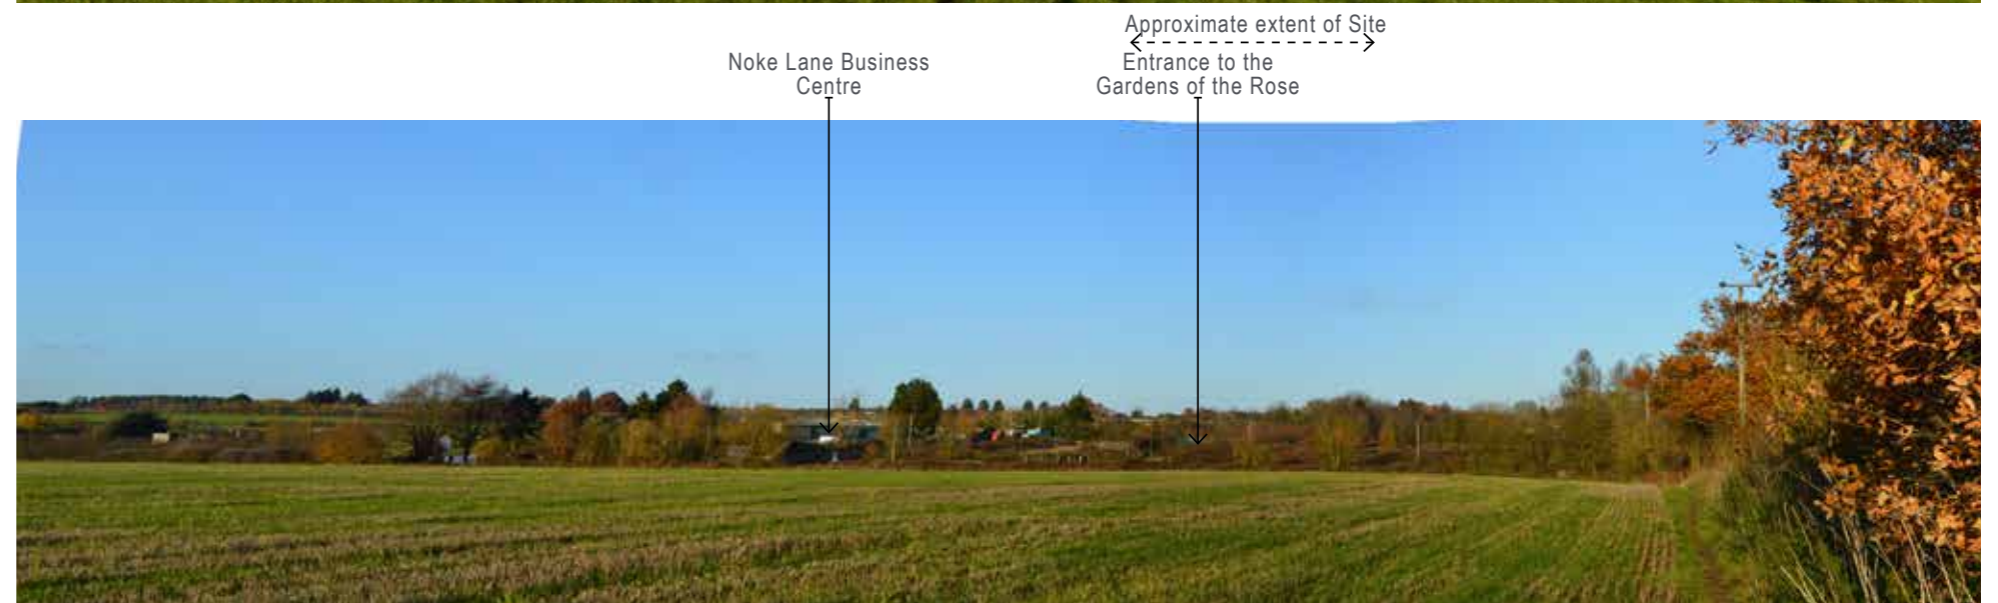 Approximate extent of Site
Noke Lane Business
Centre
Entrance to the
Gardens of the Rose